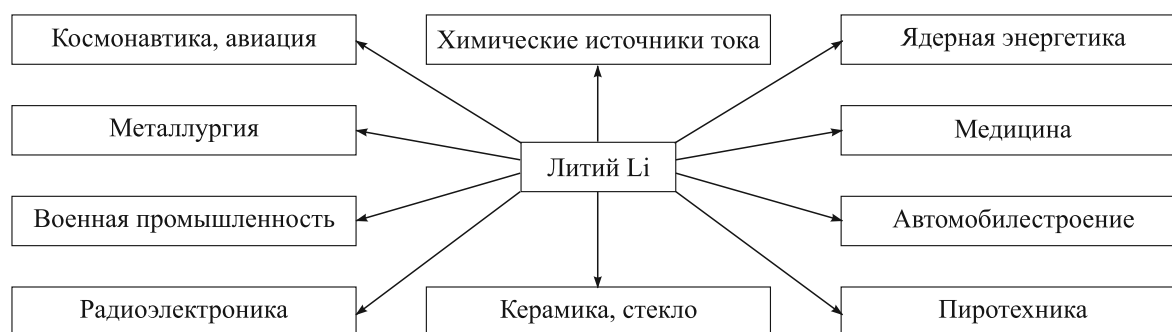 Космонавтика, авиация
Химические источники тока
Ядерная энергетика
Металлургия
Медицина
Литий Li
Военная промышленность
Автомобилестроение
Радиоэлектроника
Керамика, стекло
Пиротехника